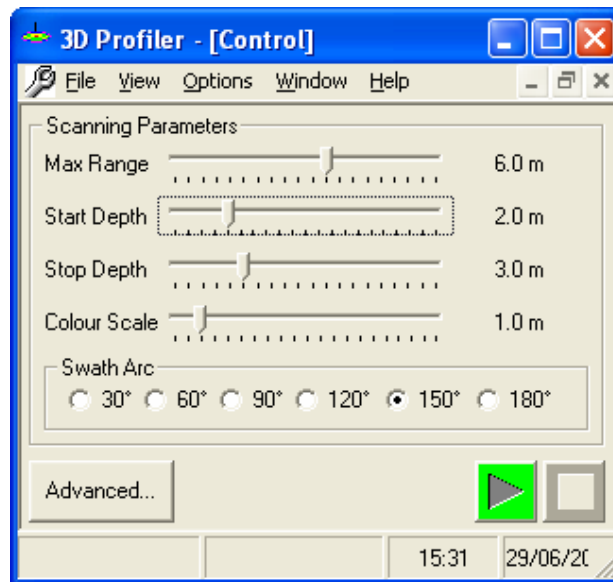 3D Profiler - [Control]
File View Options Window Help
Scanning Parameters
Max Range 6.0 m
Start Depth 2.0 m
Stop Depth 3.0 m
Colour Scale 1.0 m
Swath Arc
30° 60° 90° 120° 150° 180°
Advanced...
15:31 29/06/20